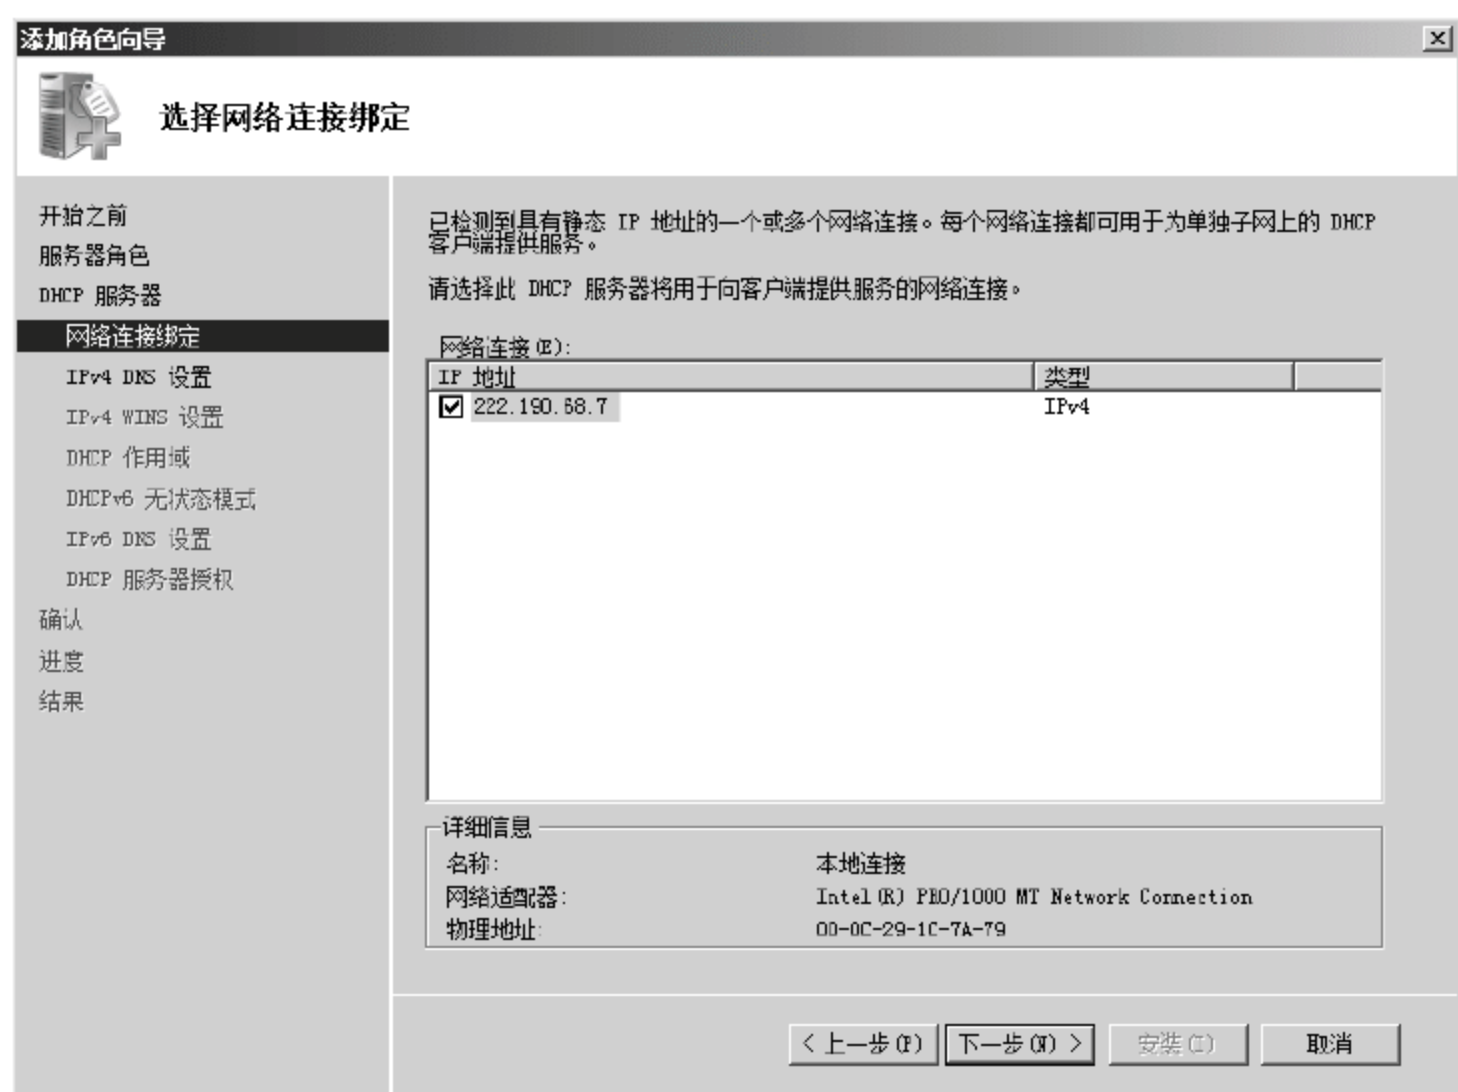 添加角色向导
选择网络连接绑定
开始之前
服务器角色
DHCP 服务器
网络连接绑定
IPv4 DNS 设置
IPv4 WINS 设置
DHCP 作用域
DHCPv6 无状态模式
IPv6 DNS 设置
DHCP 服务器授权
确认
进度
结果
已检测到具有静态 IP 地址的一个或多个网络连接。每个网络连接都可用于为单独子网上的 DHCP
客户端提供服务。
请选择此 DHCP 服务器将用于向客户端提供服务的网络连接。
网络连接(E):
IP 地址 类型
222.190.68.7 IPv4
详细信息
名称: 本地连接
网络适配器: Intel(R) PRO/1000 MT Network Connection
物理地址: 00-0C-29-1C-7A-79
< 上一步(P) 下一步(N) > 安装(I) 取消